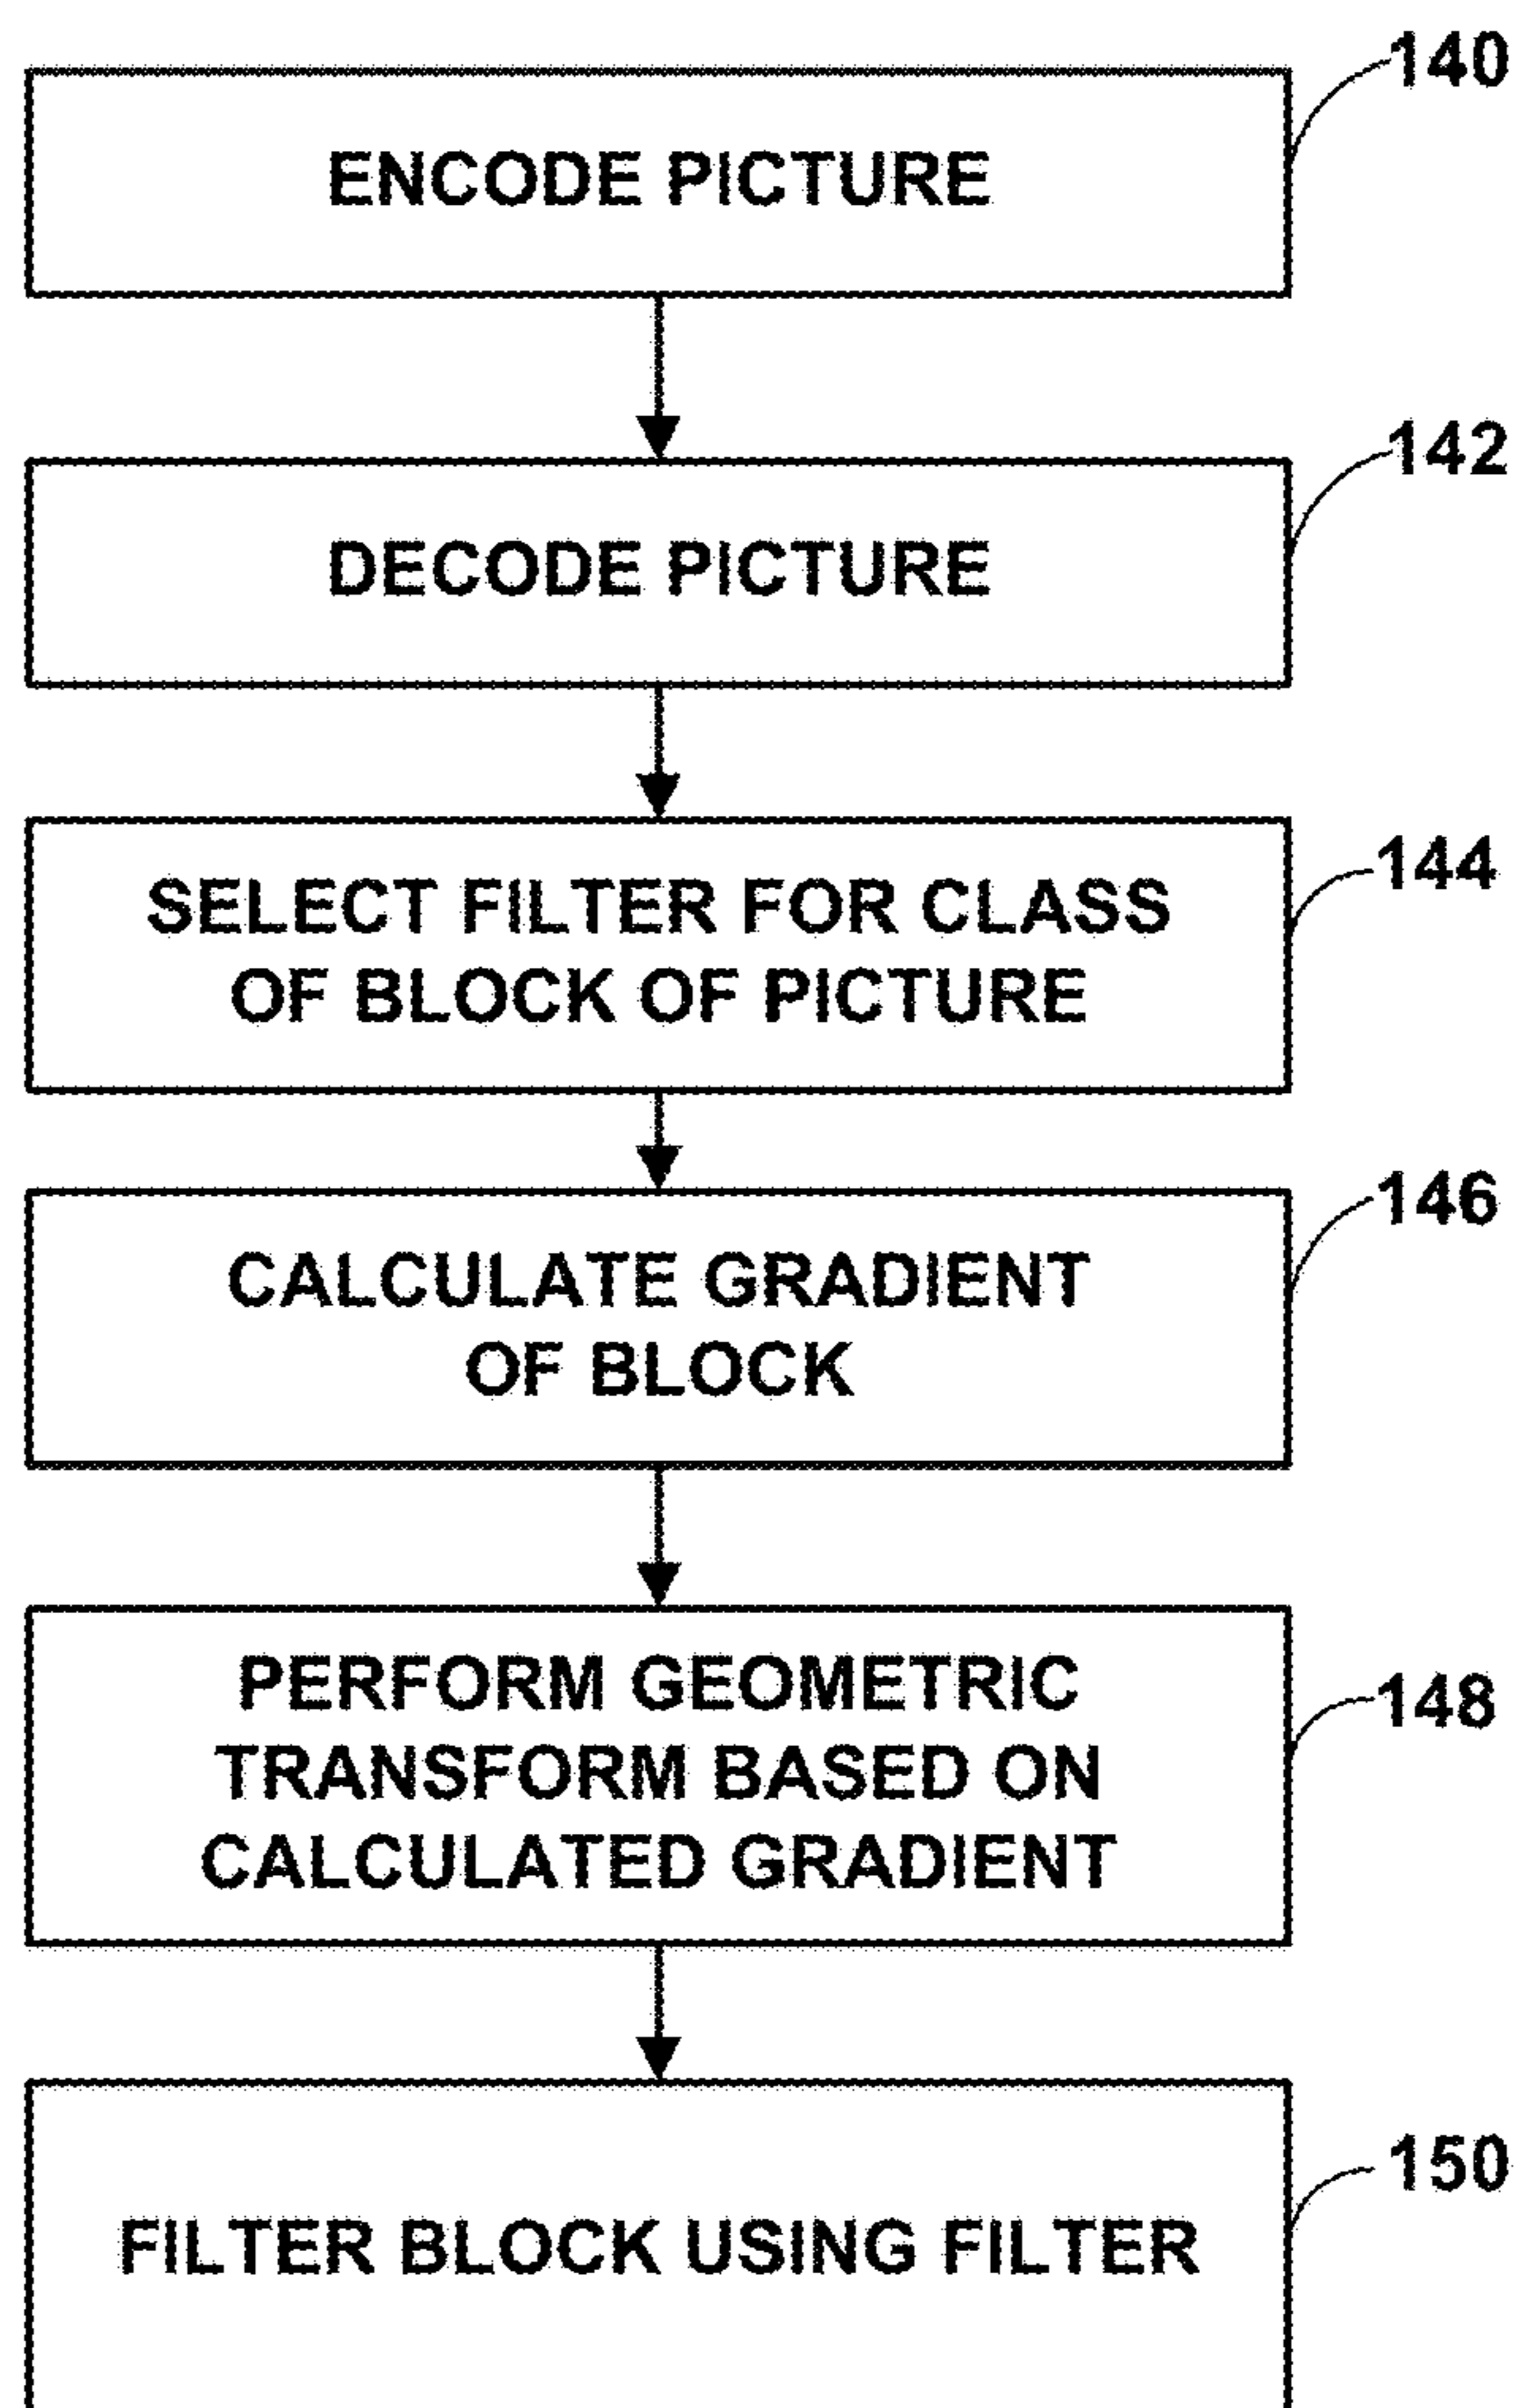 140
ENCODE PICTURE
142
DECODE PICTURE
144
SELECT FILTER FOR CLASS
OF BLOCK OF PICTURE
146
CALCULATE GRADIENT
OF BLOCK
148
PERFORM GEOMETRIC
TRANSFORM BASED ON
CALCULATED GRADIENT
150
FILTER BLOCK USING FILTER